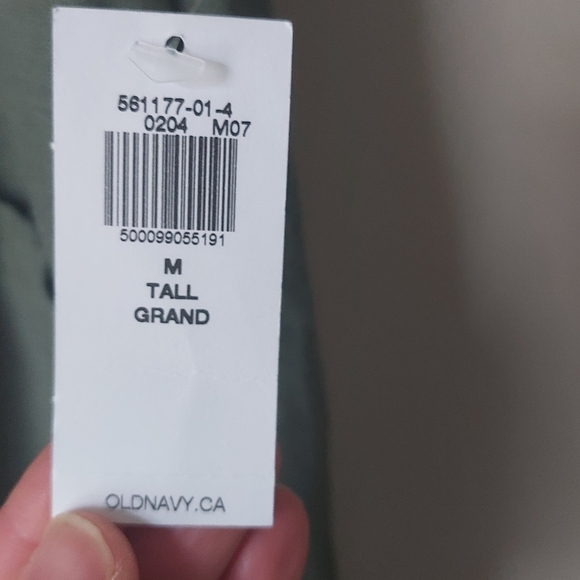 561177-01-4
0204 M07
500099055191
M
TALL
GRAND
OLDNAVY.CA